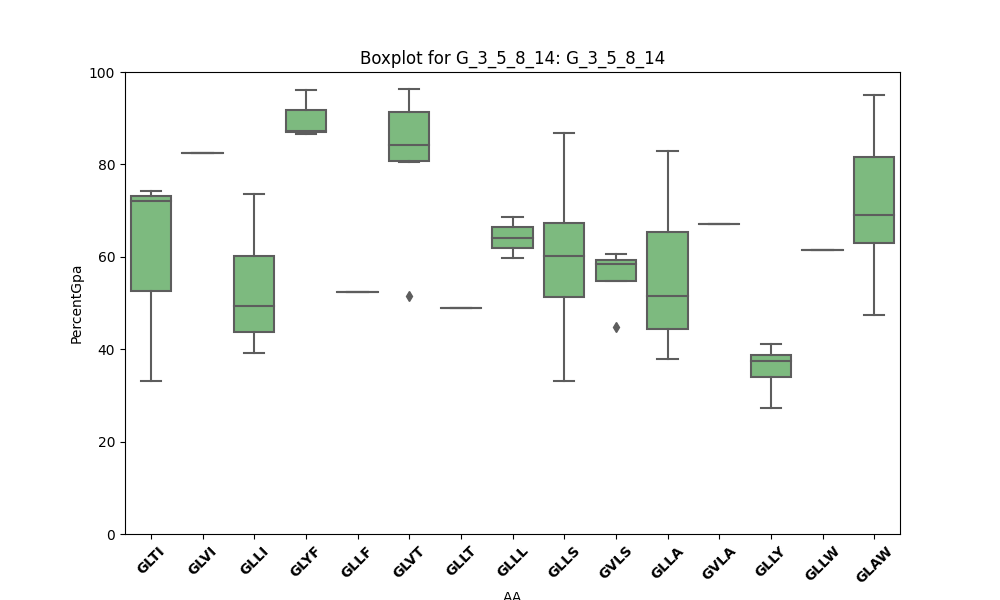 Boxplot for G_3_5_8_14: G_3_5_8_14
100
80
60
40
20
0
PercentGpa
GLTI
GLVI
GLLI
GLYF
GLLF
GLVT
GLLT
GLLL
GLLS
GVLS
GLLA
GVLA
GLLY
GLLW
GLAW
AA